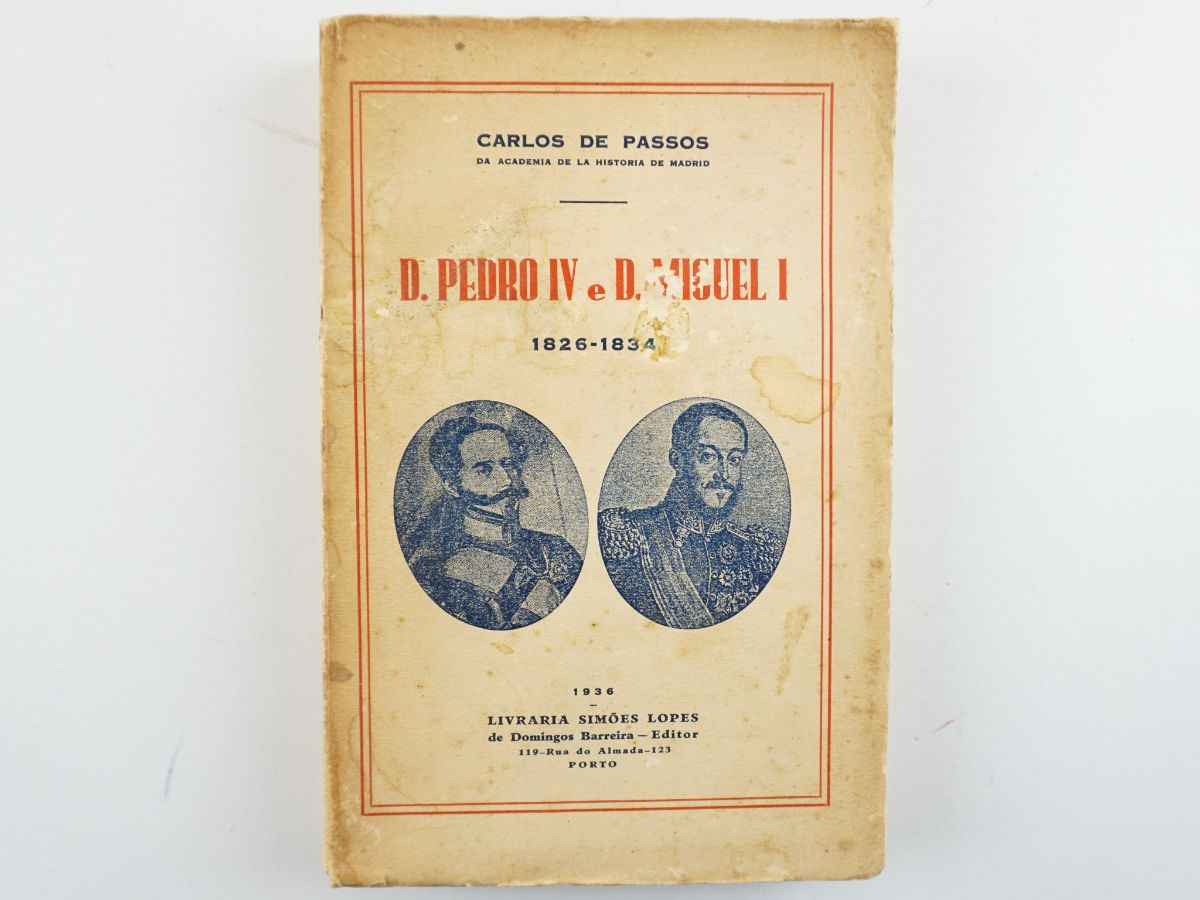 CARLOS DE PASSOS
DA ACADEMIA DE LA HISTORIA DE MADRID
D. PEDRO IV e D. MIGUEL I
1826-1834
1936
LIVRARIA SIMÕES LOPES
de Domingos Barreira — Editor
119-Rua do Almada-123
PORTO